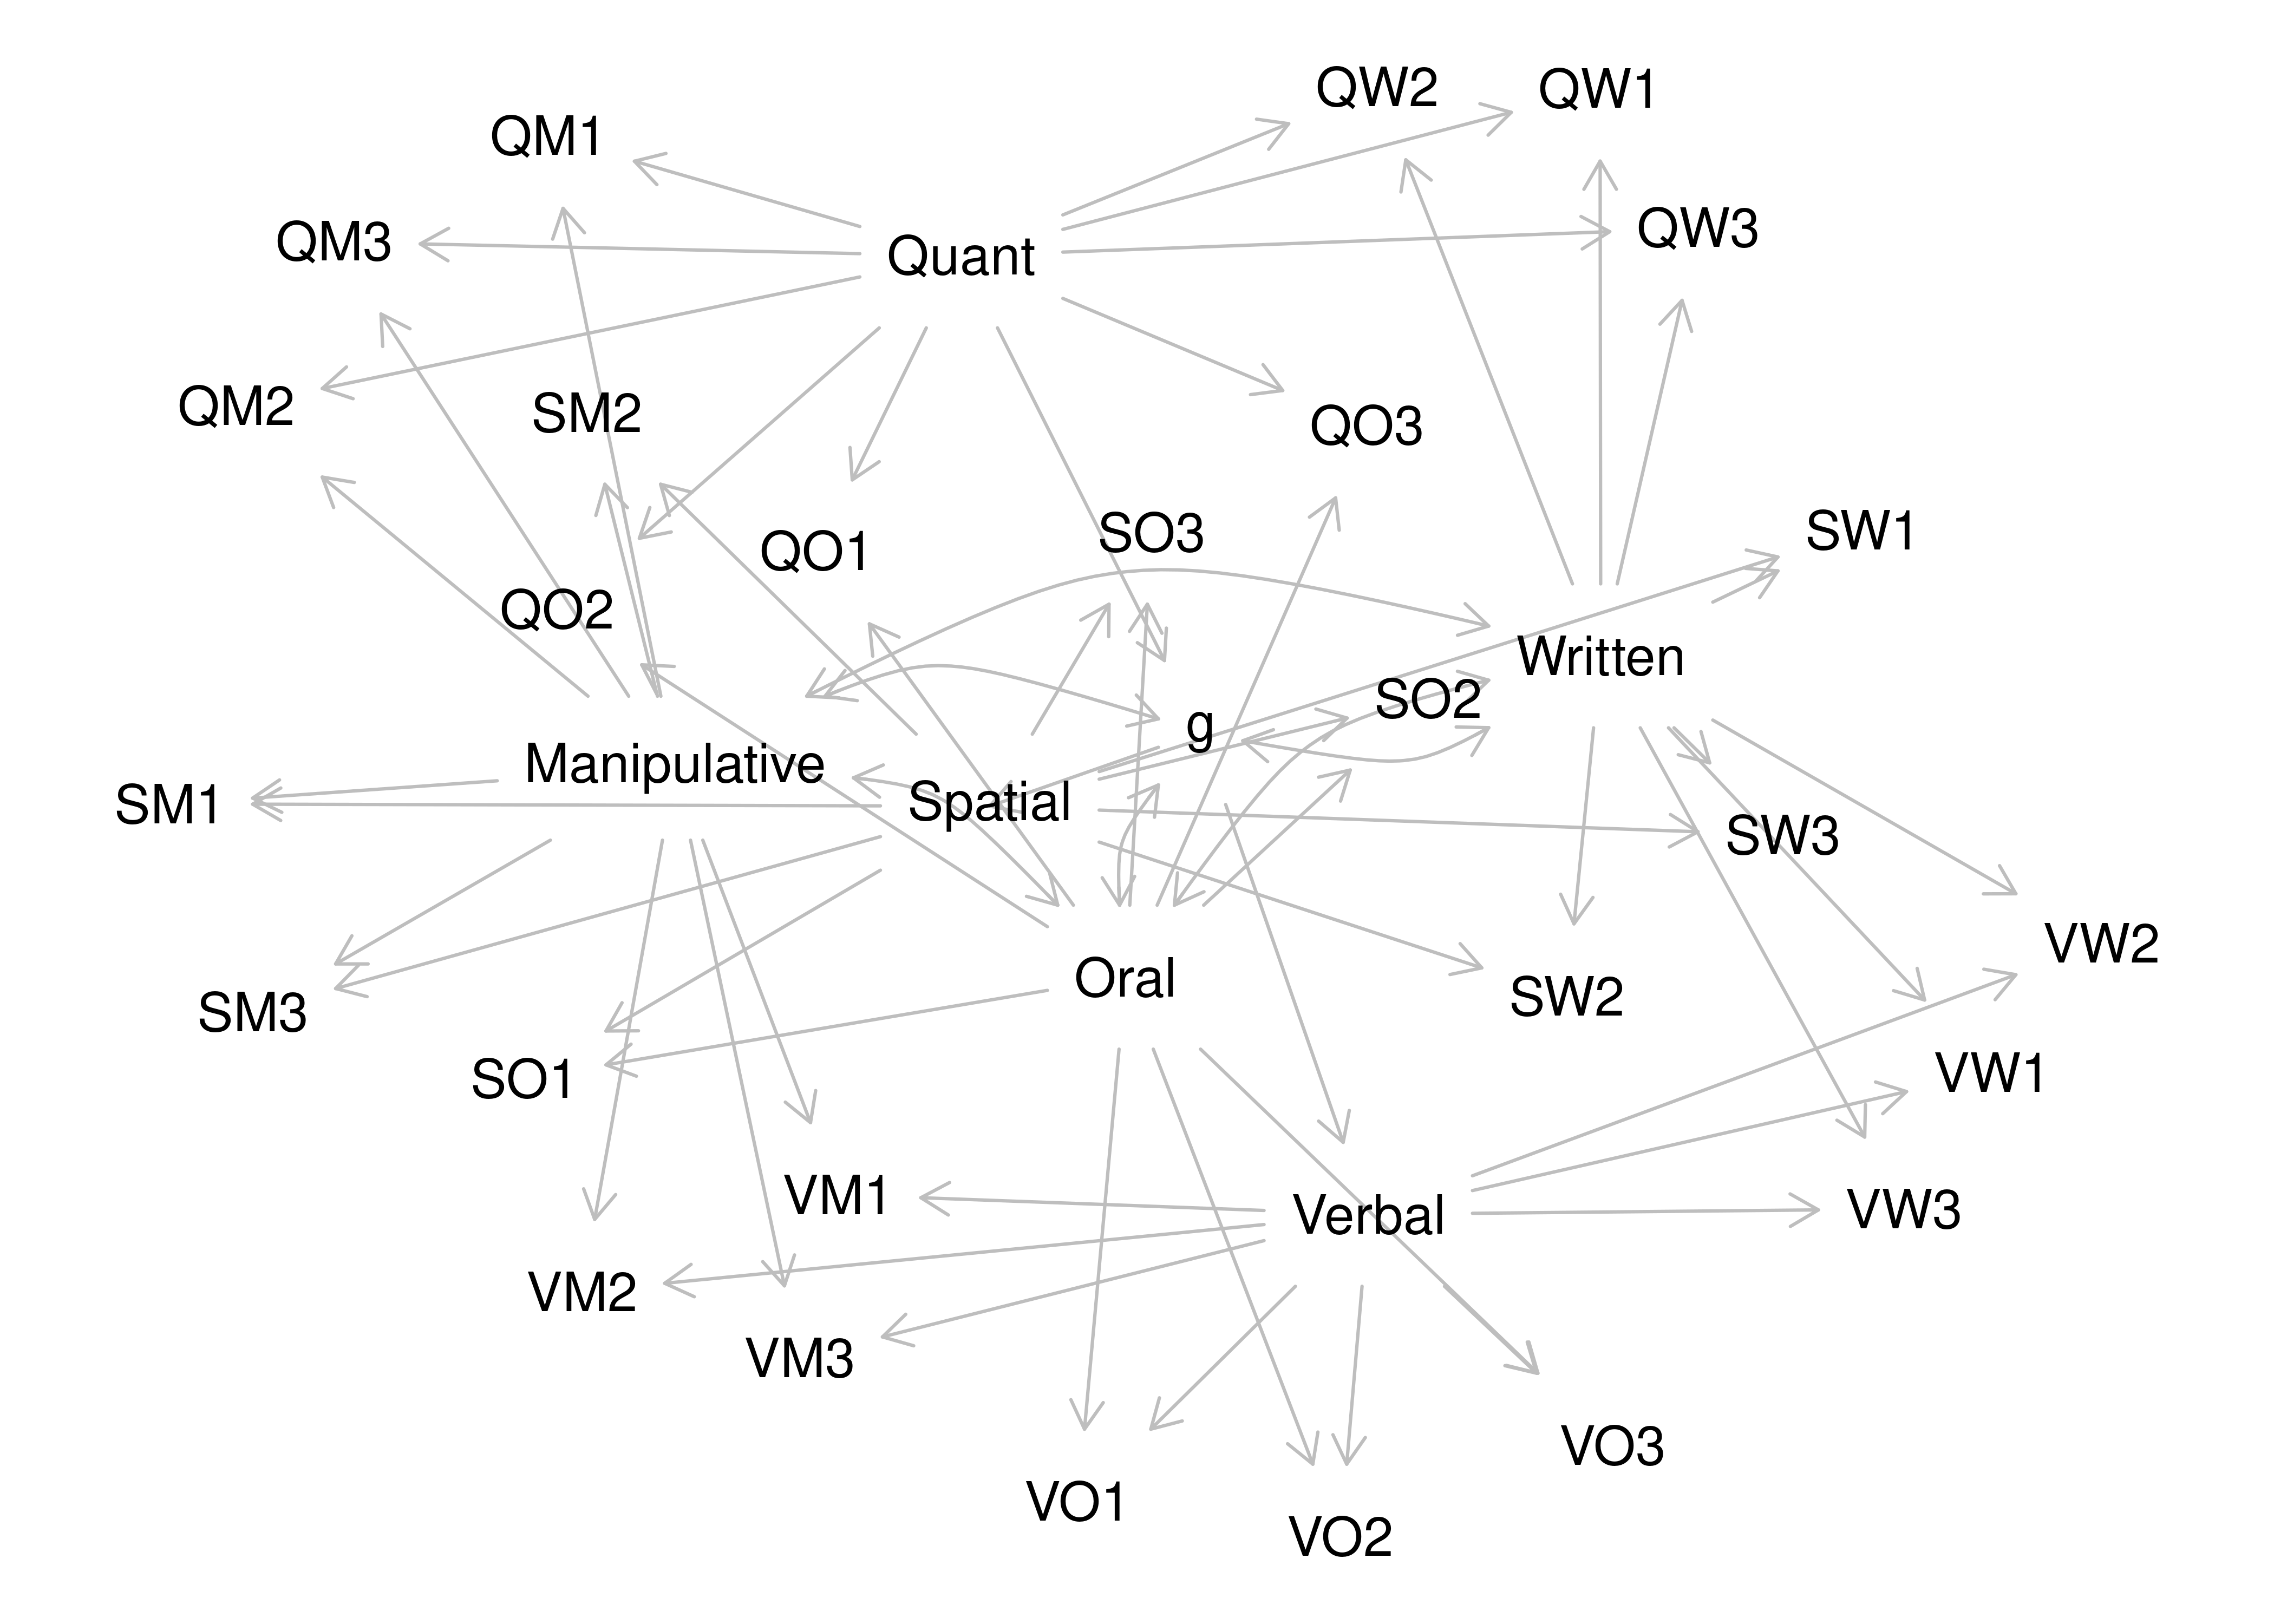 QW2
QW1
QM1
QW3
QM3
Quant
QM2
SM2
QO3
SO3
SW1
QO1
QO2
Written
SO2
g
Manipulative
Spatial
SM1
SW3
VW2
Oral
SW2
SM3
SO1
VW1
VM1
Verbal
VW3
VM2
VM3
VO3
VO1
VO2